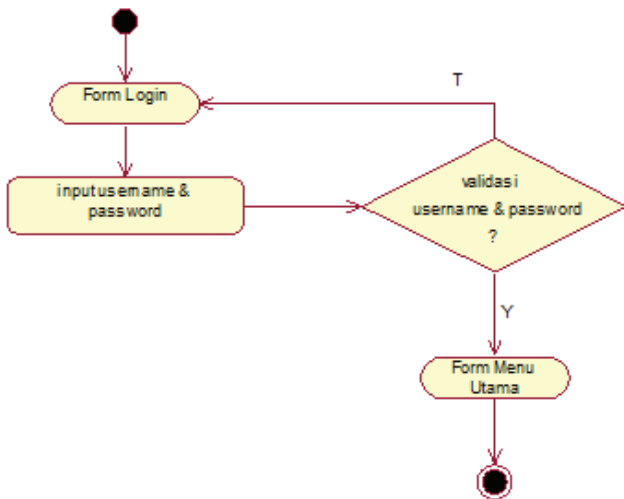 Form Login
input username &
password
T
validasi
username & password
?
Y
Form Menu
Utama